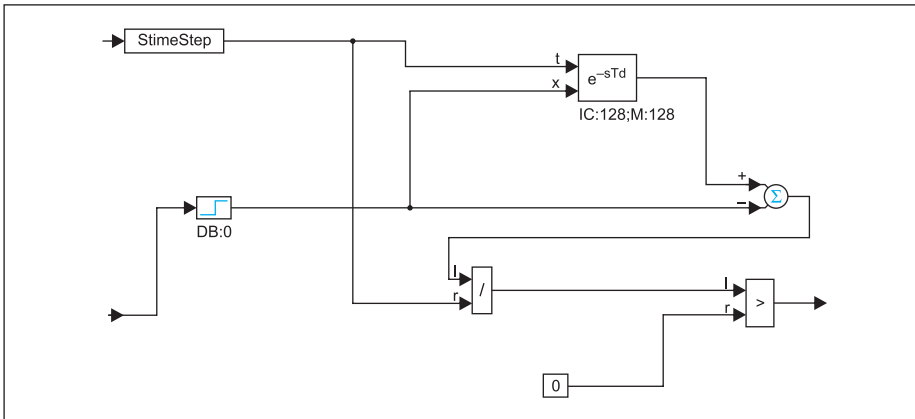 StimeStep
t
x
e–sTd
IC:128;M:128
+
–
Σ
DB:0
l
r
/
l
r
>
0